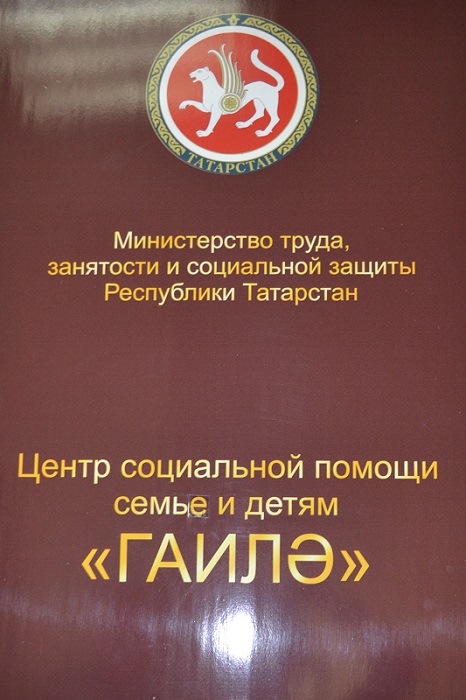 ТАТАРСТАН
Министерство труда,
занятости и социальной защиты
Республики Татарстан
Центр социальной помощи
семье и детям
«ГАИЛӘ»